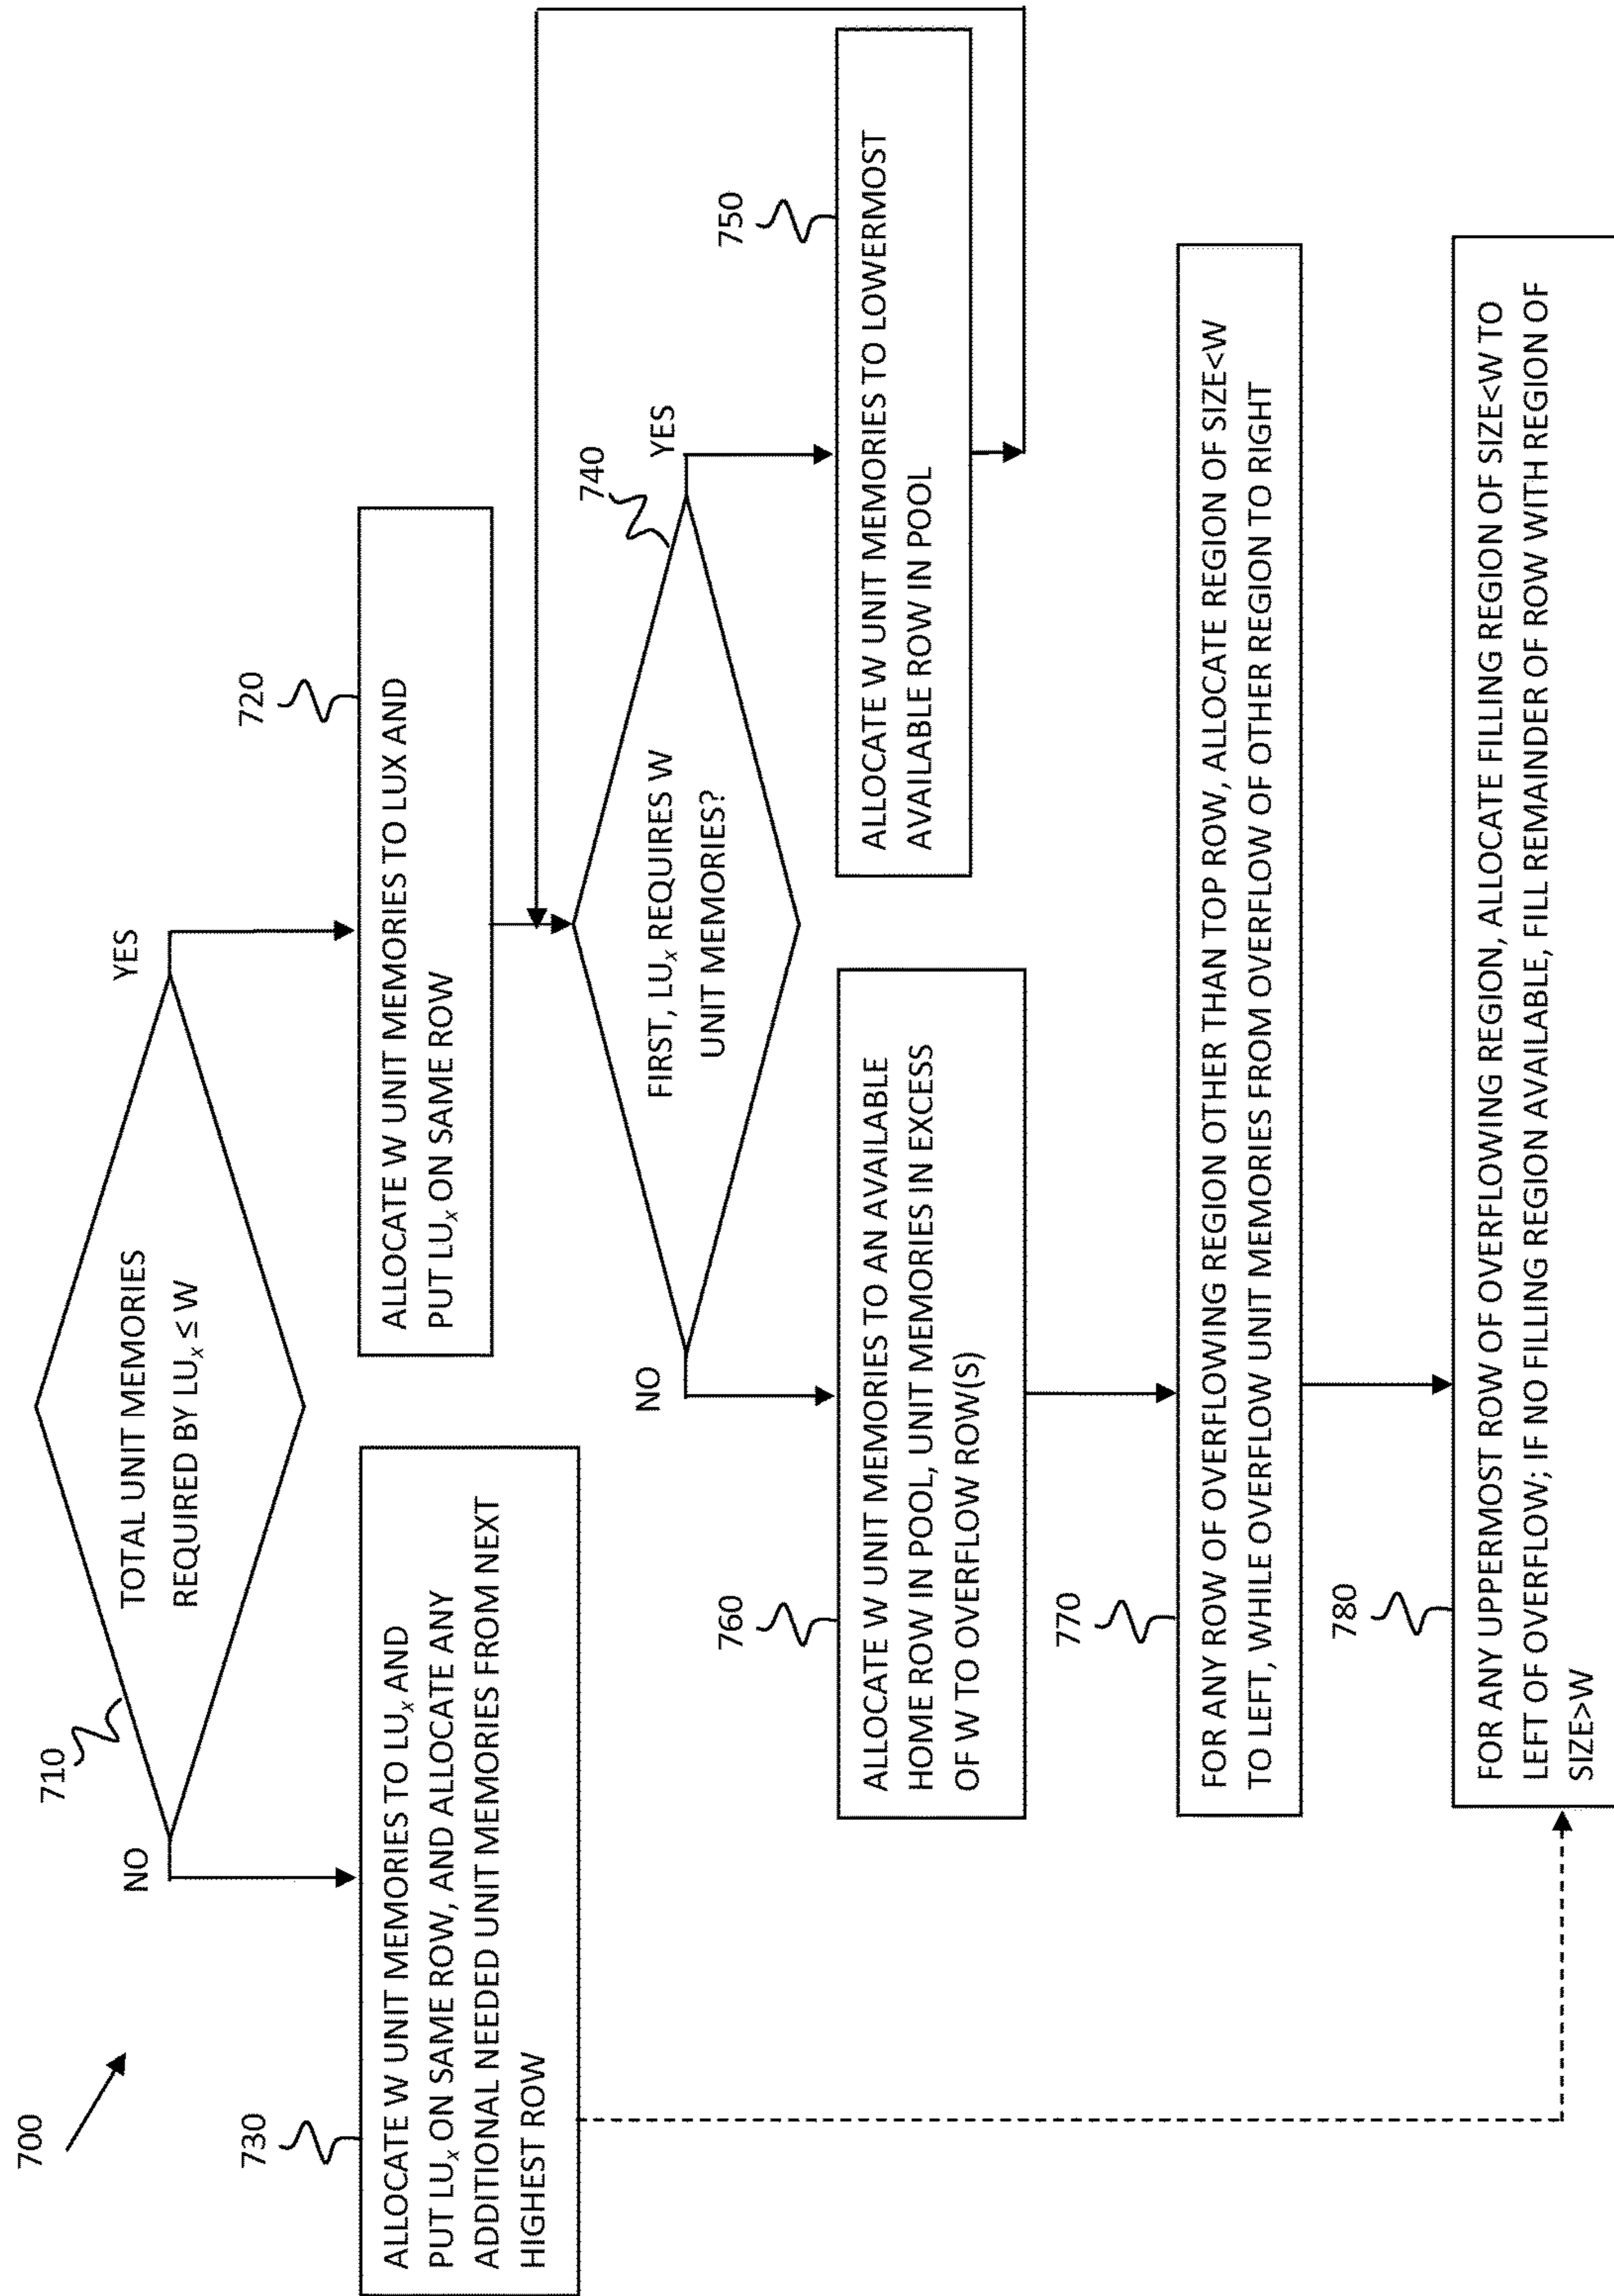 700
710
TOTAL UNIT MEMORIES
REQUIRED BY LUₓ ≤ W
NO
YES
730
ALLOCATE W UNIT MEMORIES TO LUₓ AND
PUT LUₓ ON SAME ROW, AND ALLOCATE ANY
ADDITIONAL NEEDED UNIT MEMORIES FROM NEXT
HIGHEST ROW
720
ALLOCATE W UNIT MEMORIES TO LUX AND
PUT LUₓ ON SAME ROW
740
FIRST, LUₓ REQUIRES W
UNIT MEMORIES?
NO
YES
760
ALLOCATE W UNIT MEMORIES TO AN AVAILABLE
HOME ROW IN POOL, UNIT MEMORIES IN EXCESS
OF W TO OVERFLOW ROW(S)
750
ALLOCATE W UNIT MEMORIES TO LOWERMOST
AVAILABLE ROW IN POOL
770
FOR ANY ROW OF OVERFLOWING REGION OTHER THAN TOP ROW, ALLOCATE REGION OF SIZE<W
TO LEFT, WHILE OVERFLOW UNIT MEMORIES FROM OVERFLOW OF OTHER REGION TO RIGHT
780
FOR ANY UPPERMOST ROW OF OVERFLOWING REGION, ALLOCATE FILLING REGION OF SIZE<W TO
LEFT OF OVERFLOW; IF NO FILLING REGION AVAILABLE, FILL REMAINDER OF ROW WITH REGION OF
SIZE>W